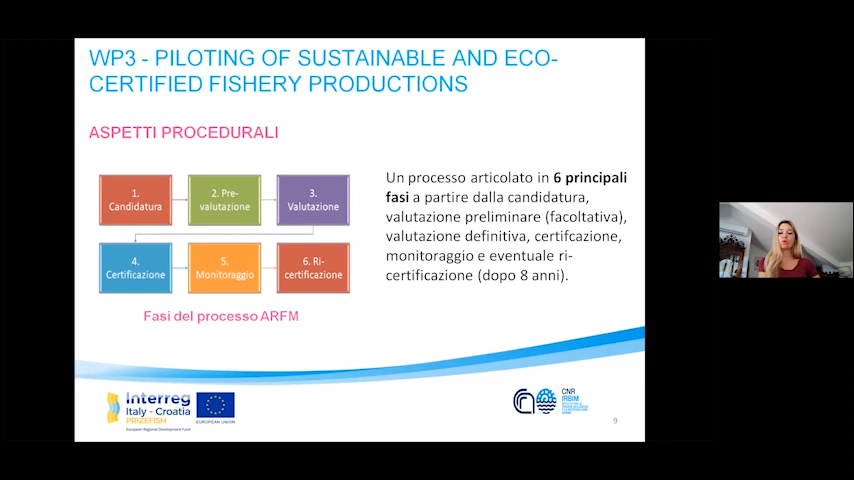 WP3 - PILOTING OF SUSTAINABLE AND ECO-
CERTIFIED FISHERY PRODUCTIONS
ASPETTI PROCEDURALI
1.
Candidatura
2. Pre-
valutazione
3.
Valutazione
4.
Certificazione
5.
Monitoraggio
6. Ri-
certificazione
Fasi del processo ARFM
Un processo articolato in 6 principali
fasi a partire dalla candidatura,
valutazione preliminare (facoltativa),
valutazione definitiva, certifcazione,
monitoraggio e eventuale ri-
certificazione (dopo 8 anni).
Interreg
Italy - Croatia
PRIZEFISH
European Regional Development Fund
EUROPEAN UNION
CNR
IRBIM
9